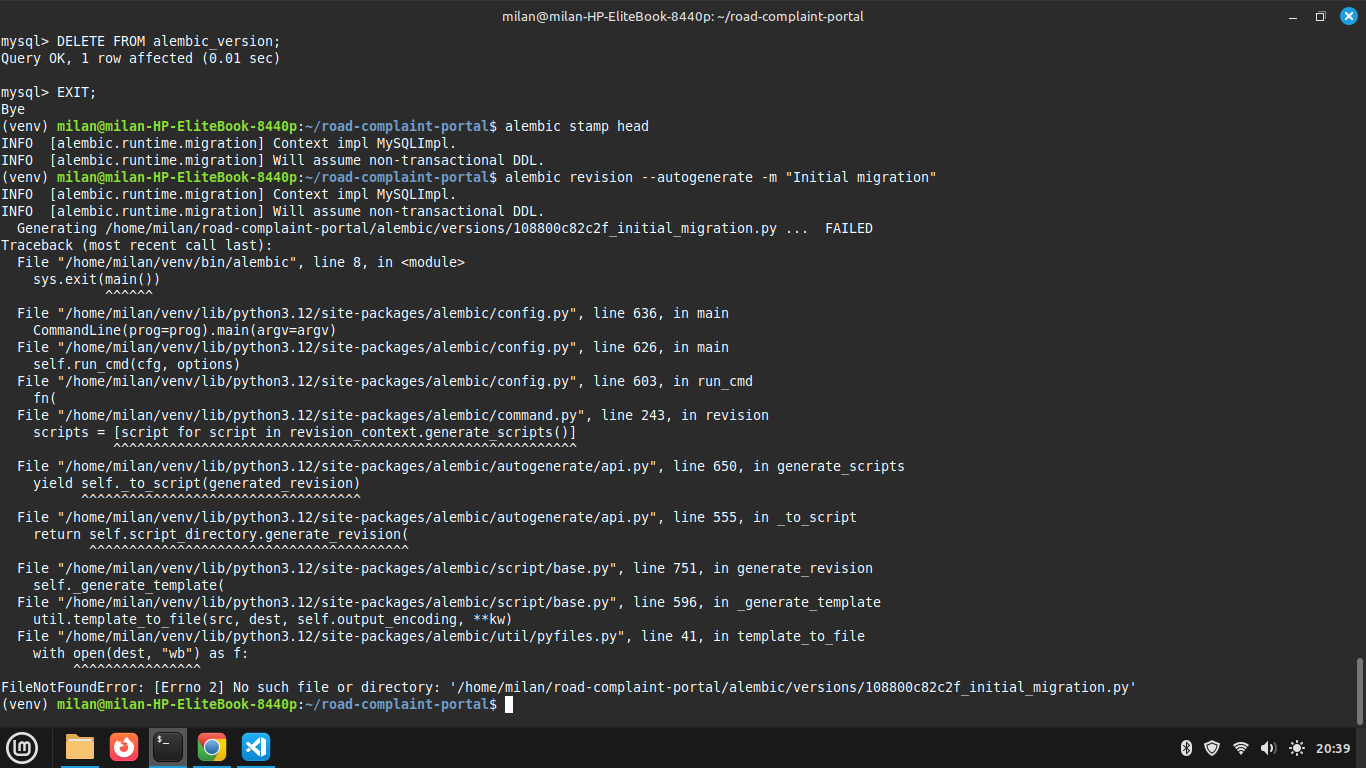 milan@milan-HP-EliteBook-8440p: ~/road-complaint-portal
mysql> DELETE FROM alembic_version;
Query OK, 1 row affected (0.01 sec)
mysql> EXIT;
Bye
(venv) milan@milan-HP-EliteBook-8440p:~/road-complaint-portal$ alembic stamp head
INFO  [alembic.runtime.migration] Context impl MySQLImpl.
INFO  [alembic.runtime.migration] Will assume non-transactional DDL.
(venv) milan@milan-HP-EliteBook-8440p:~/road-complaint-portal$ alembic revision --autogenerate -m "Initial migration"
INFO  [alembic.runtime.migration] Context impl MySQLImpl.
INFO  [alembic.runtime.migration] Will assume non-transactional DDL.
  Generating /home/milan/road-complaint-portal/alembic/versions/108800c82c2f_initial_migration.py ...  FAILED
Traceback (most recent call last):
  File "/home/milan/venv/bin/alembic", line 8, in <module>
    sys.exit(main())
             ^^^^^^
  File "/home/milan/venv/lib/python3.12/site-packages/alembic/config.py", line 636, in main
    CommandLine(prog=prog).main(argv=argv)
  File "/home/milan/venv/lib/python3.12/site-packages/alembic/config.py", line 626, in main
    self.run_cmd(cfg, options)
  File "/home/milan/venv/lib/python3.12/site-packages/alembic/config.py", line 603, in run_cmd
    fn(
  File "/home/milan/venv/lib/python3.12/site-packages/alembic/command.py", line 243, in revision
    scripts = [script for script in revision_context.generate_scripts()]
              ^^^^^^^^^^^^^^^^^^^^^^^^^^^^^^^^^^^^^^^^^^^^^^^^^^^^^^^^^^
  File "/home/milan/venv/lib/python3.12/site-packages/alembic/autogenerate/api.py", line 650, in generate_scripts
    yield self._to_script(generated_revision)
          ^^^^^^^^^^^^^^^^^^^^^^^^^^^^^^^^^^^
  File "/home/milan/venv/lib/python3.12/site-packages/alembic/autogenerate/api.py", line 555, in _to_script
    return self.script_directory.generate_revision(
           ^^^^^^^^^^^^^^^^^^^^^^^^^^^^^^^^^^^^^^^^
  File "/home/milan/venv/lib/python3.12/site-packages/alembic/script/base.py", line 751, in generate_revision
    self._generate_template(
  File "/home/milan/venv/lib/python3.12/site-packages/alembic/script/base.py", line 596, in _generate_template
    util.template_to_file(src, dest, self.output_encoding, **kw)
  File "/home/milan/venv/lib/python3.12/site-packages/alembic/util/pyfiles.py", line 41, in template_to_file
    with open(dest, "wb") as f:
         ^^^^^^^^^^^^^^^^
FileNotFoundError: [Errno 2] No such file or directory: '/home/milan/road-complaint-portal/alembic/versions/108800c82c2f_initial_migration.py'
(venv) milan@milan-HP-EliteBook-8440p:~/road-complaint-portal$
20:39